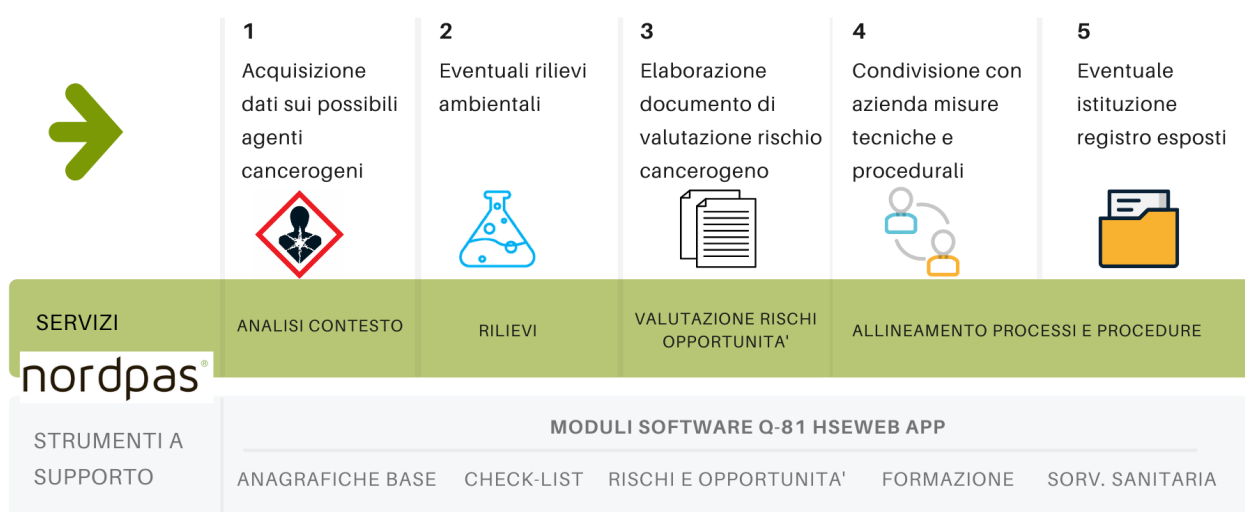 1
Acquisizione
dati sui possibili
agenti
cancerogeni
2
Eventuali rilievi
ambientali
3
Elaborazione
documento di
valutazione rischio
cancerogeno
4
Condivisione con
azienda misure
tecniche e
procedurali
5
Eventuale
istituzione
registro esposti
SERVIZI
ANALISI CONTESTO
RILIEVI
VALUTAZIONE RISCHI
OPPORTUNITA'
ALLINEAMENTO PROCESSI E PROCEDURE
nordpas®
STRUMENTI A
SUPPORTO
MODULI SOFTWARE Q-81 HSEWEB APP
ANAGRAFICHE BASE
CHECK-LIST
RISCHI E OPPORTUNITA'
FORMAZIONE
SORV. SANITARIA